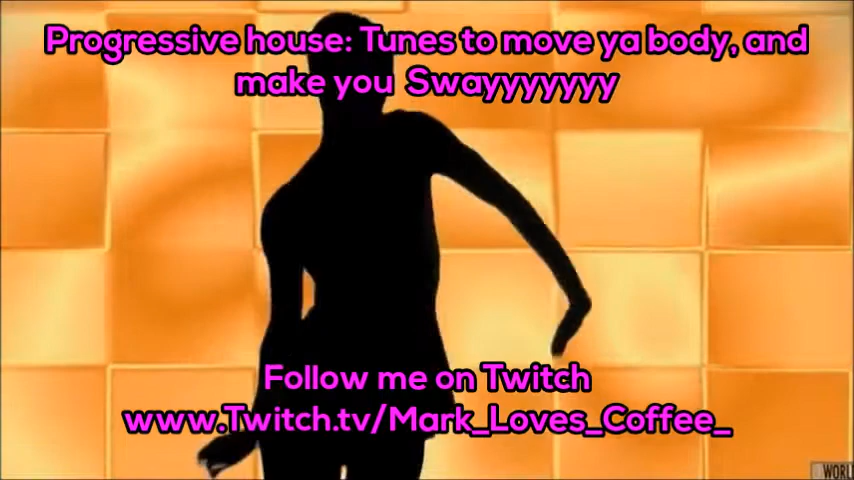 Progressive house: Tunes to move ya body, and
make you Swayyyyyyy
Follow me on Twitch
www.Twitch.tv/Mark_Loves_Coffee_